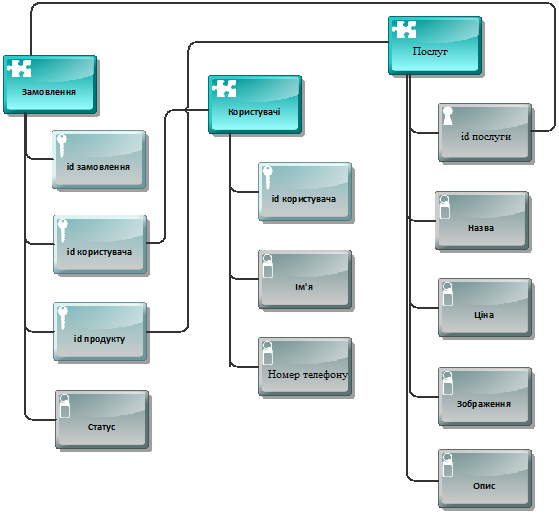 Замовлення
id замовлення
id користувача
id продукту
Статус
Користувачі
id користувача
Ім'я
Номер телефону
Послуг
id послуги
Назва
Ціна
Зображення
Опис